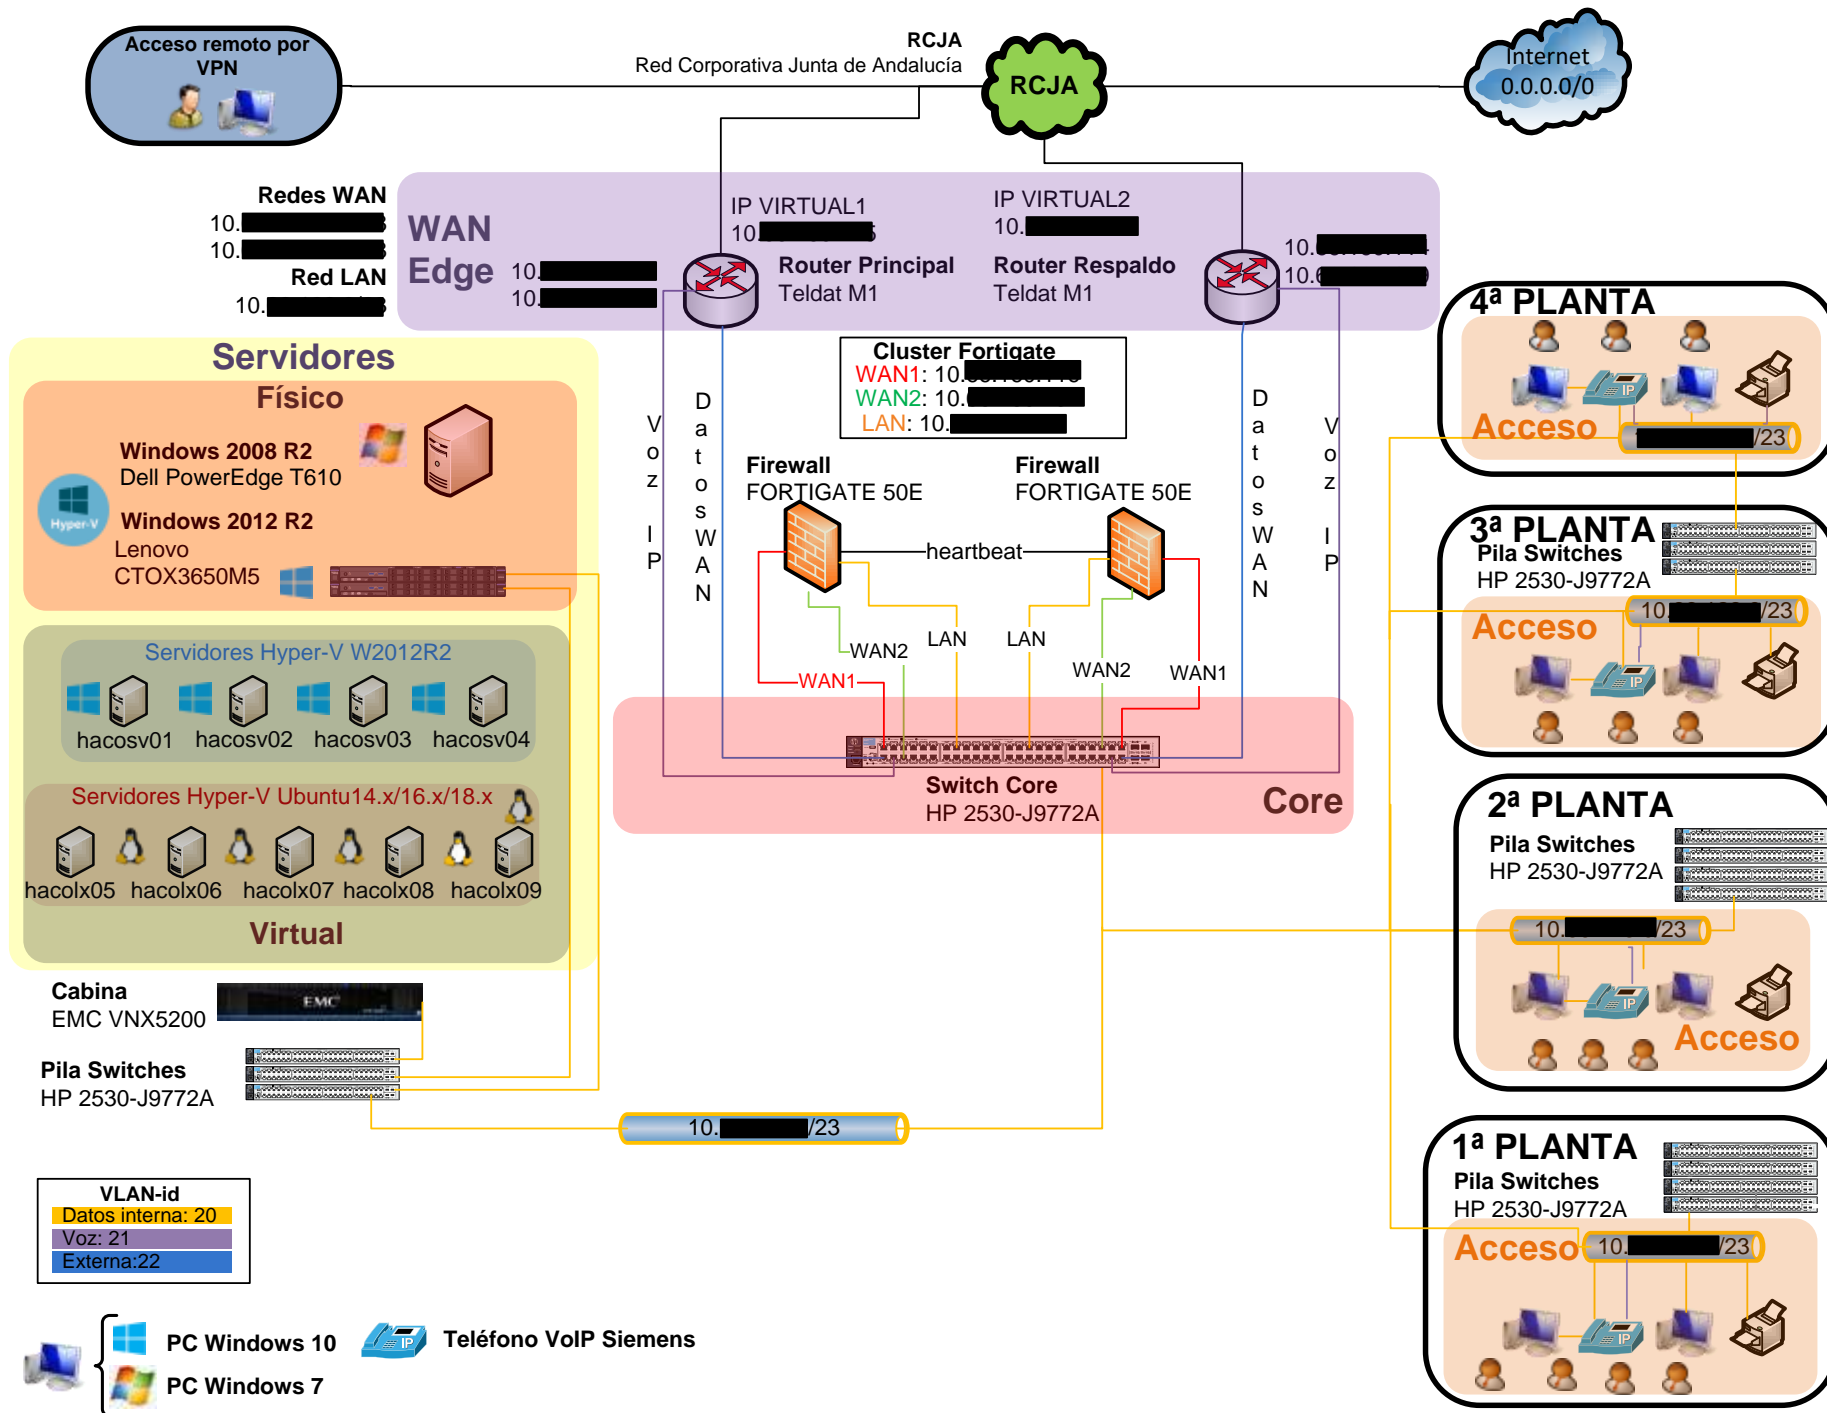 Acceso remoto por
VPN
RCJA
Red Corporativa Junta de Andalucía
RCJA
Internet
0.0.0.0/0
Redes WAN
10.
10.
Red LAN
10.
WAN
Edge
10.
10.
IP VIRTUAL1
10.
Router Principal
Teldat M1
IP VIRTUAL2
10.
Router Respaldo
Teldat M1
10.
10.
Cluster Fortigate
WAN1: 10.
WAN2: 10.
LAN: 10.
Voz IP
Datos WAN
Datos WAN
Voz IP
Firewall
FORTIGATE 50E
Firewall
FORTIGATE 50E
heartbeat
WAN1
WAN2
LAN
LAN
WAN2
WAN1
Switch Core
HP 2530-J9772A
Core
Servidores
Físico
Windows 2008 R2
Dell PowerEdge T610
Hyper-V
Windows 2012 R2
Lenovo
CTOX3650M5
Servidores Hyper-V W2012R2
hacosv01 hacosv02 hacosv03 hacosv04
Servidores Hyper-V Ubuntu14.x/16.x/18.x
hacolx05 hacolx06 hacolx07 hacolx08 hacolx09
Virtual
Cabina
EMC VNX5200
EMC
Pila Switches
HP 2530-J9772A
10. /23
4ª PLANTA
IP
Acceso
/23
3ª PLANTA
Pila Switches
HP 2530-J9772A
10. /23
Acceso
IP
2ª PLANTA
Pila Switches
HP 2530-J9772A
10. /23
IP
Acceso
1ª PLANTA
Pila Switches
HP 2530-J9772A
Acceso
10. /23
IP
VLAN-id
Datos interna: 20
Voz: 21
Externa:22
PC Windows 10
PC Windows 7
IP
Teléfono VoIP Siemens